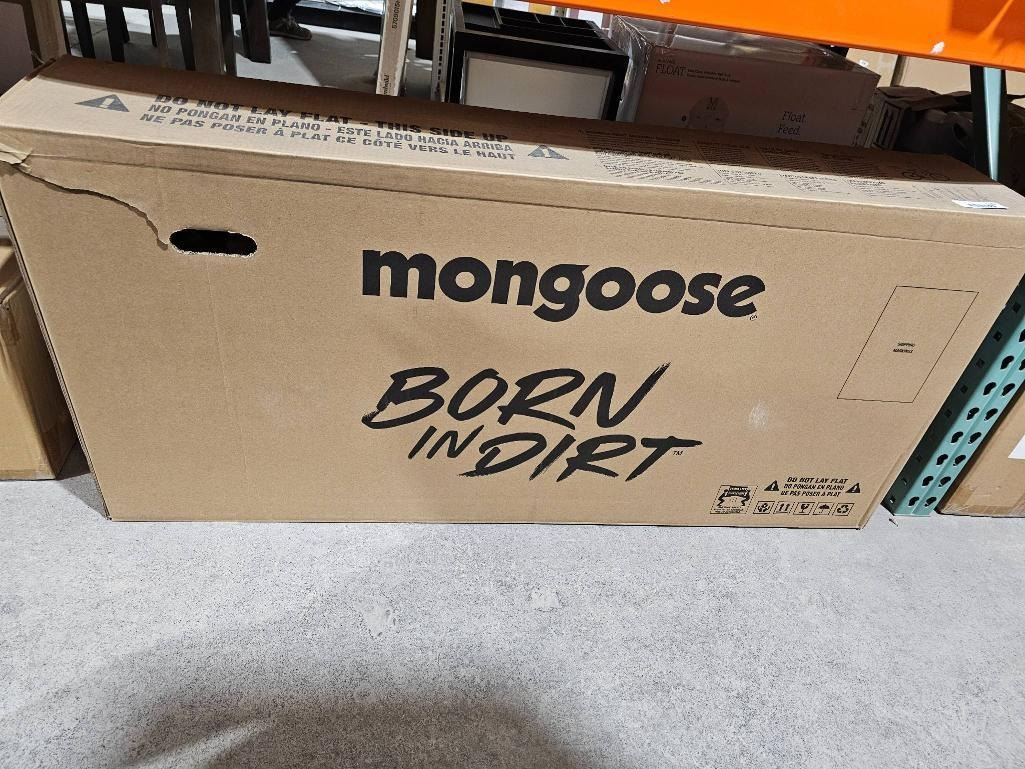 FLOAT
M
Float
Feed.
DO NOT LAY FLAT - THIS SIDE UP
NO PONGAN EN PLANO - ESTE LADO HACIA ARRIBA
NE PAS POSER À PLAT CE CÔTÉ VERS LE HAUT
mongoose
BORN
IN DIRT™
DO NOT LAY FLAT
NO PONGAN EN PLANO
NE PAS POSER À PLAT